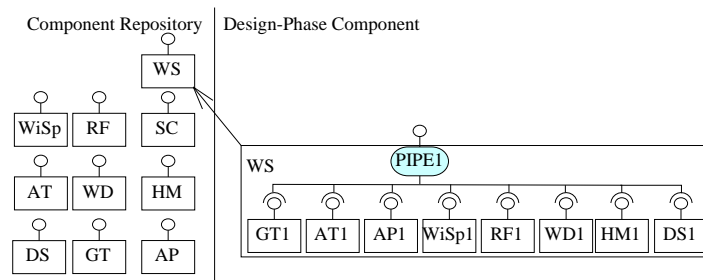 Component Repository
Design-Phase Component
WS
WiSp RF SC
AT WD HM
DS GT AP
WS
PIPE1
GT1 AT1 AP1 WiSp1 RF1 WD1 HM1 DS1